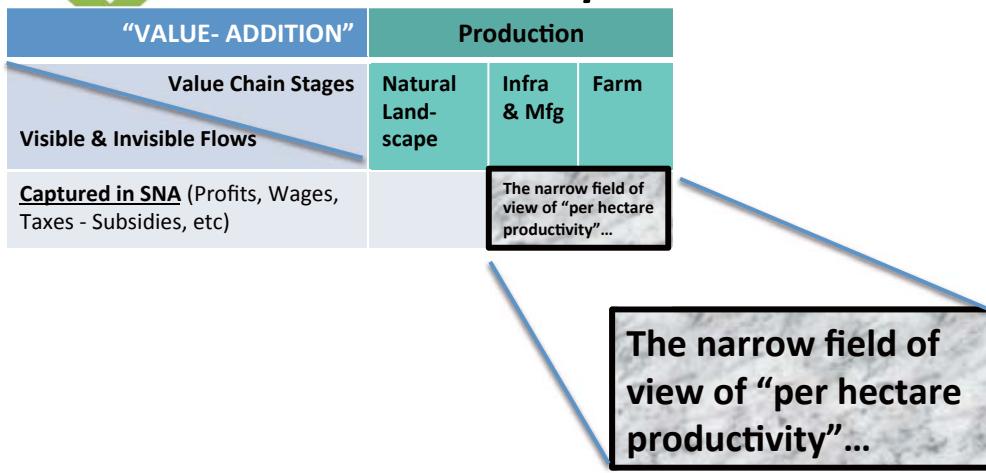 “VALUE- ADDITION”
Production
Value Chain Stages
Visible & Invisible Flows
Natural
Land-
scape
Infra
& Mfg
Farm
Captured in SNA (Profits, Wages,
Taxes - Subsidies, etc)
The narrow field of
view of “per hectare
productivity”...
The narrow field of
view of “per hectare
productivity”...